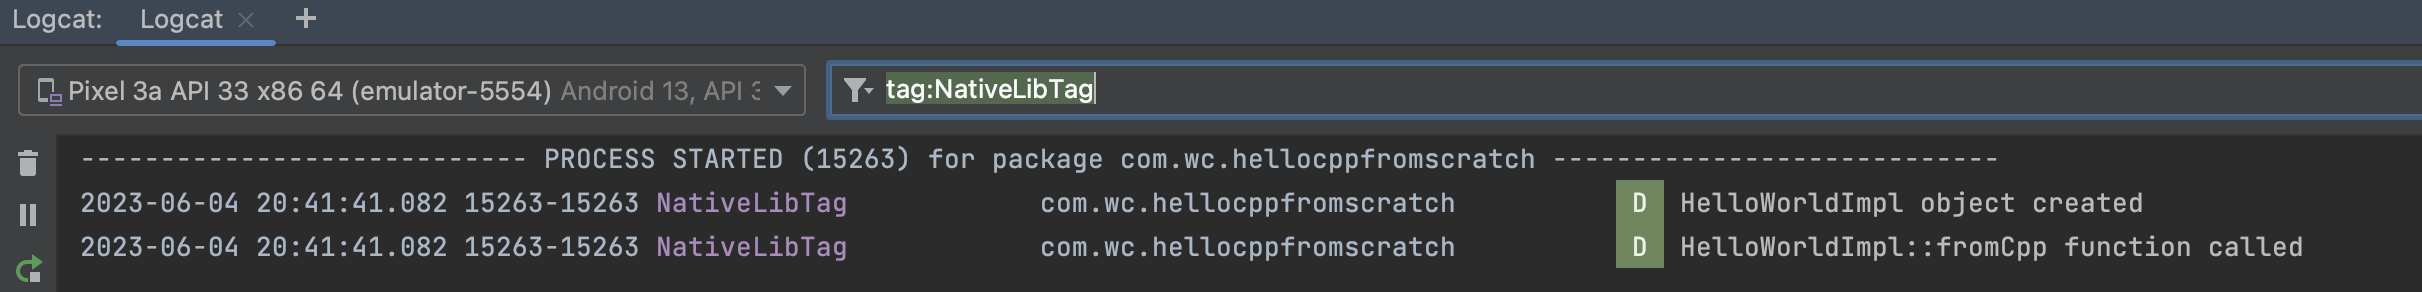 Logcat: Logcat
Pixel 3a API 33 x86 64 (emulator-5554) Android 13, API 3 tag:NativeLibTag
---------------------------- PROCESS STARTED (15263) for package com.wc.hellocppfromscratch ----------------------------
2023-06-04 20:41:41.082 15263-15263 NativeLibTag com.wc.hellocppfromscratch D HelloWorldImpl object created
2023-06-04 20:41:41.082 15263-15263 NativeLibTag com.wc.hellocppfromscratch D HelloWorldImpl::fromCpp function called